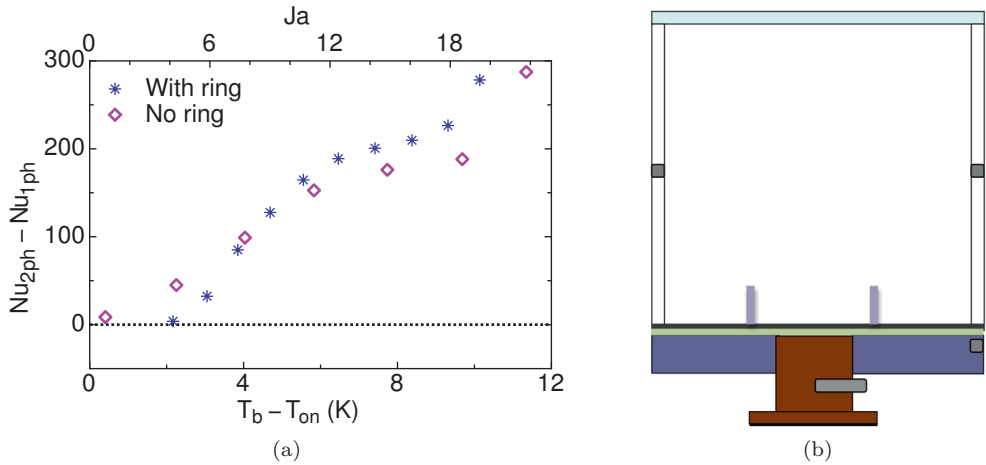 Ja
0 6 12 18
300
200
100
0
Nu2ph – Nu1ph
With ring
No ring
0 4 8 12
Tb – Ton (K)
(a)
(b)